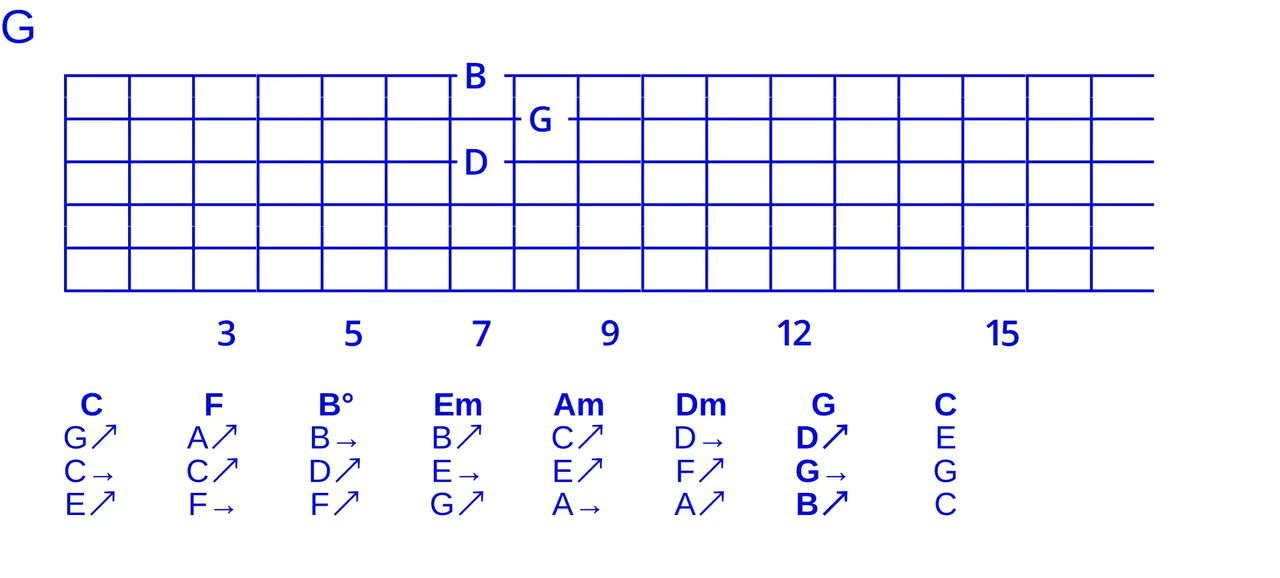 G
B
G
D
3 5 7 9 12 15
C F B° Em Am Dm G C
G↗ A↗ B→ B↗ C↗ D→ D↗ E
C→ C↗ D↗ E→ E↗ F↗ G→ G
E↗ F→ F↗ G↗ A→ A↗ B↗ C